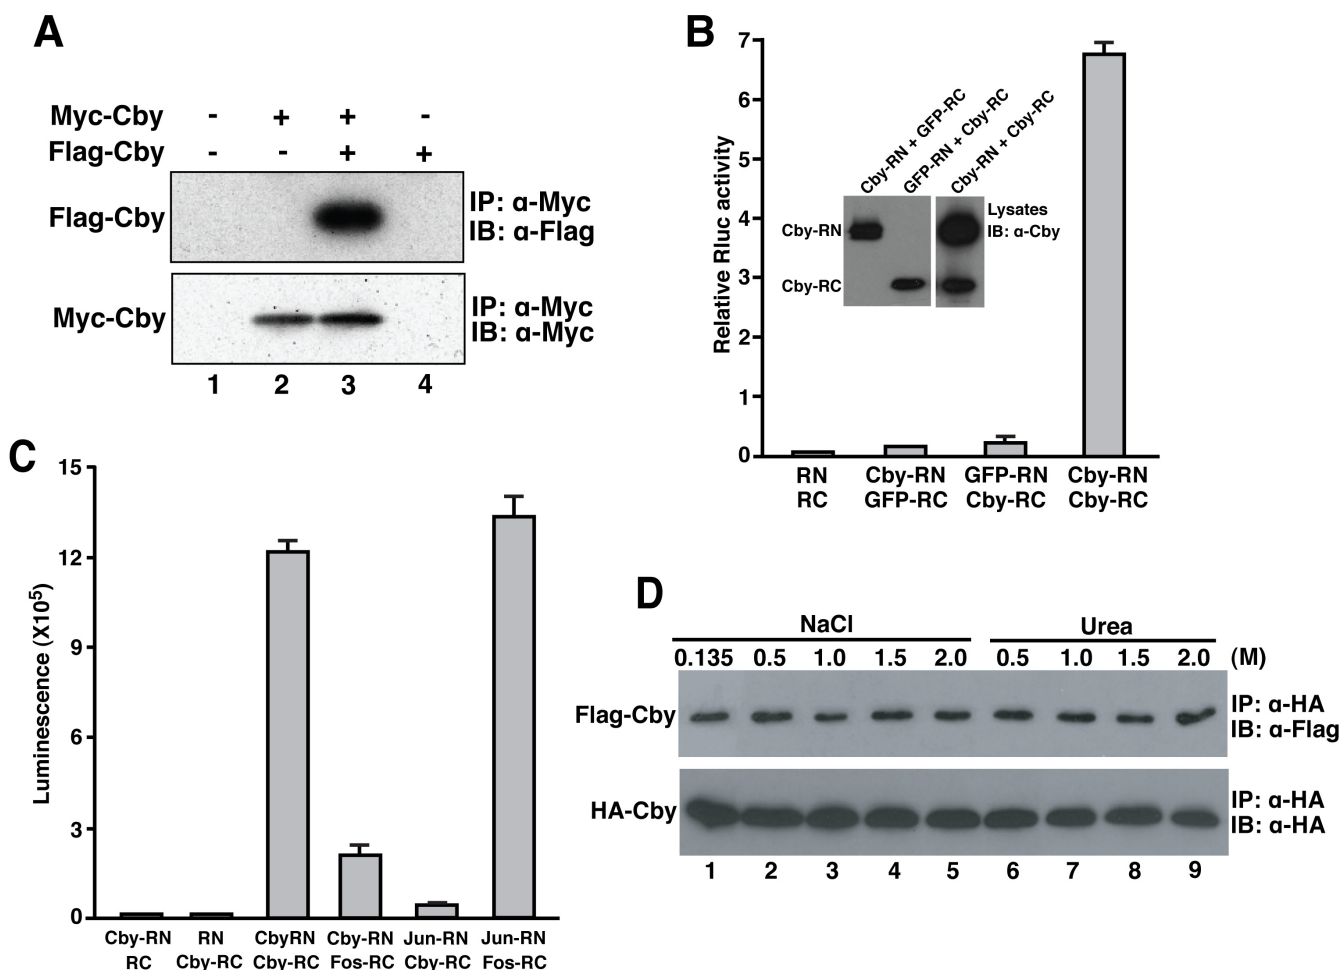 A
Myc-Cby - + + -
Flag-Cby - - + +
Flag-Cby
IP: α-Myc
IB: α-Flag
Myc-Cby
IP: α-Myc
IB: α-Myc
1 2 3 4
B
Relative Rluc activity
7
6
5
4
3
2
1
0
Cby-RN + GFP-RC
GFP-RN + Cby-RC
Cby-RN + Cby-RC
Cby-RN
Cby-RC
Lysates
IB: α-Cby
RN
RC
Cby-RN
GFP-RC
GFP-RN
Cby-RC
Cby-RN
Cby-RC
C
Luminescence (X10⁵)
15
12
9
6
3
0
Cby-RN
RC
RN
Cby-RC
CbyRN
Cby-RC
Cby-RN
Fos-RC
Jun-RN
Cby-RC
Jun-RN
Fos-RC
D
NaCl Urea
0.135 0.5 1.0 1.5 2.0 0.5 1.0 1.5 2.0 (M)
Flag-Cby
IP: α-HA
IB: α-Flag
HA-Cby
IP: α-HA
IB: α-HA
1 2 3 4 5 6 7 8 9